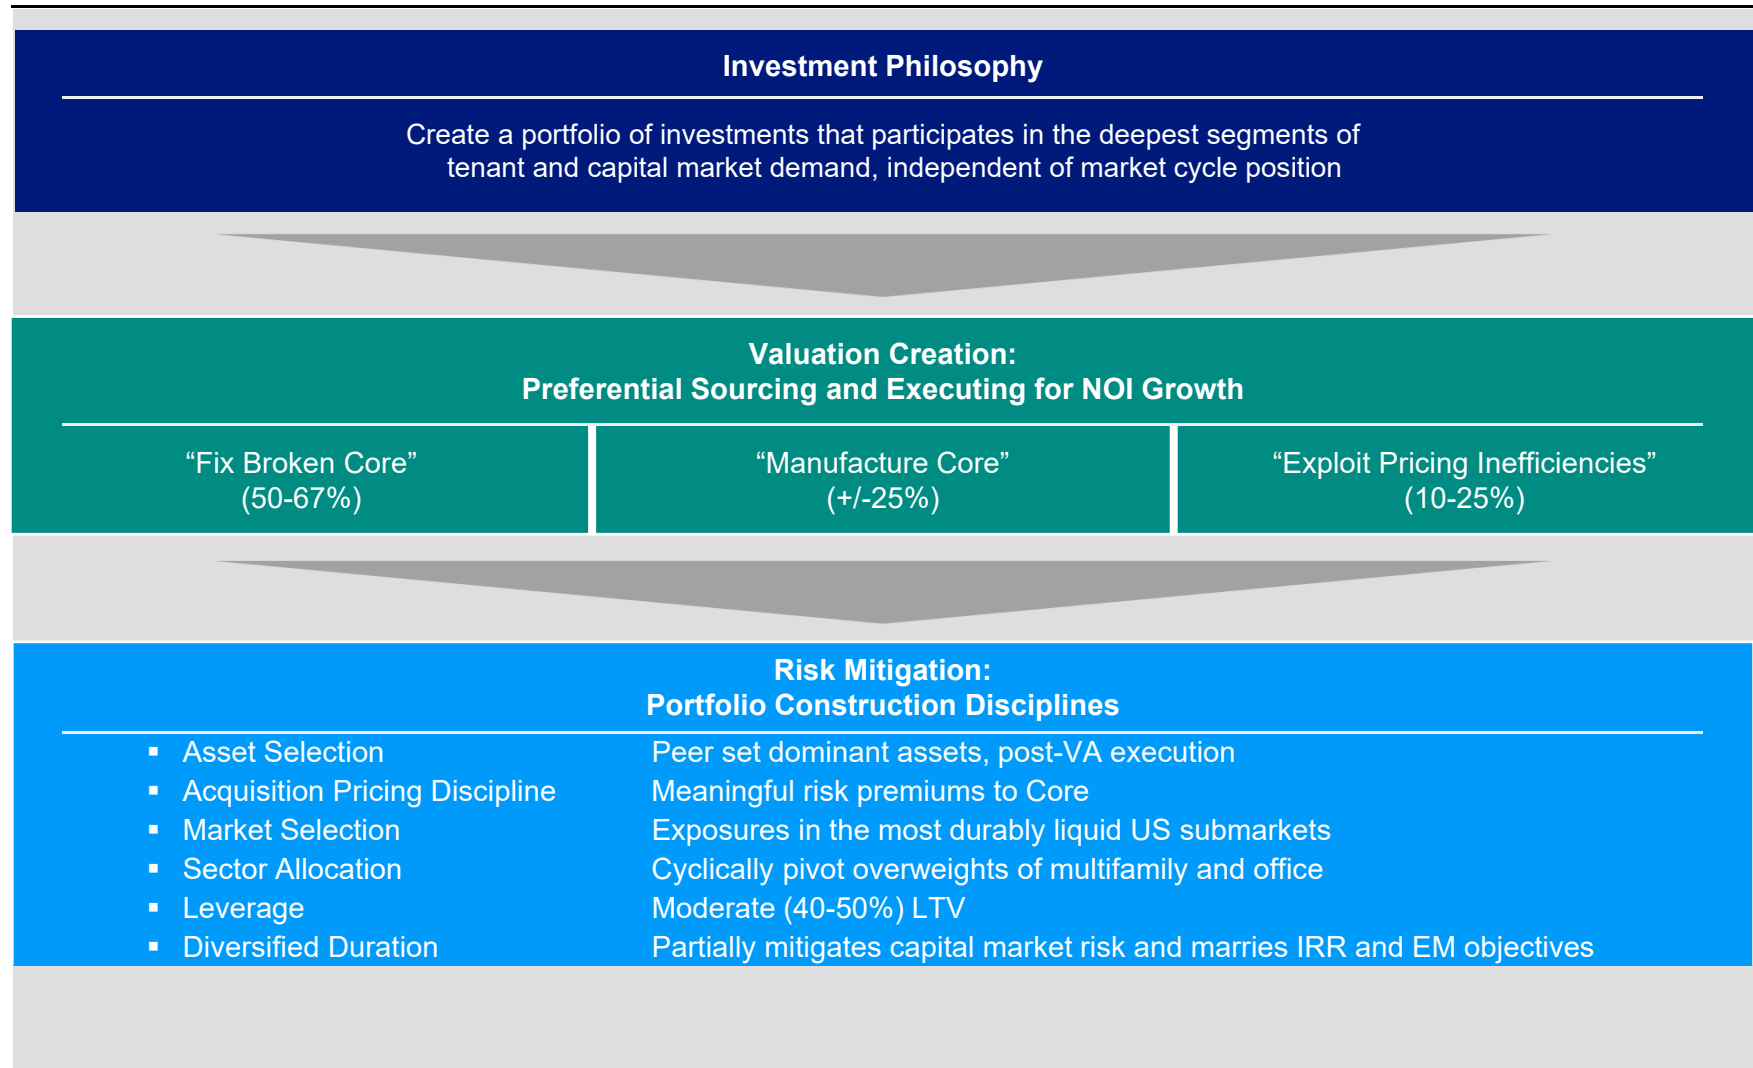 Investment Philosophy
Create a portfolio of investments that participates in the deepest segments of
tenant and capital market demand, independent of market cycle position
Valuation Creation:
Preferential Sourcing and Executing for NOI Growth
“Fix Broken Core”
(50-67%)
“Manufacture Core”
(+/-25%)
“Exploit Pricing Inefficiencies”
(10-25%)
Risk Mitigation:
Portfolio Construction Disciplines
▪ Asset Selection Peer set dominant assets, post-VA execution
▪ Acquisition Pricing Discipline Meaningful risk premiums to Core
▪ Market Selection Exposures in the most durably liquid US submarkets
▪ Sector Allocation Cyclically pivot overweights of multifamily and office
▪ Leverage Moderate (40-50%) LTV
▪ Diversified Duration Partially mitigates capital market risk and marries IRR and EM objectives